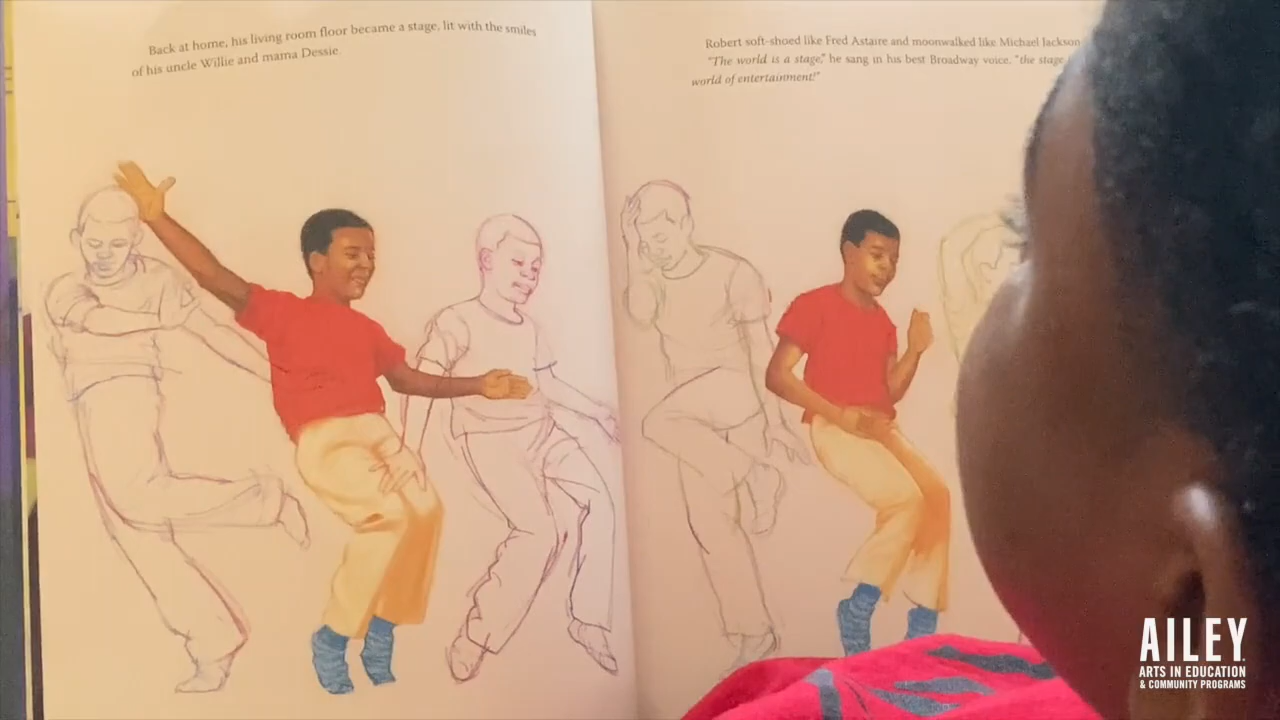 Back at home, his living room floor became a stage, lit with the smiles
of his uncle Willie and mama Dessie.
Robert soft-shoed like Fred Astaire and moonwalked like Michael Jackson
"The world is a stage," he sang in his best Broadway voice, "the stage
world of entertainment!"
AILEY
ARTS IN EDUCATION
& COMMUNITY PROGRAMS